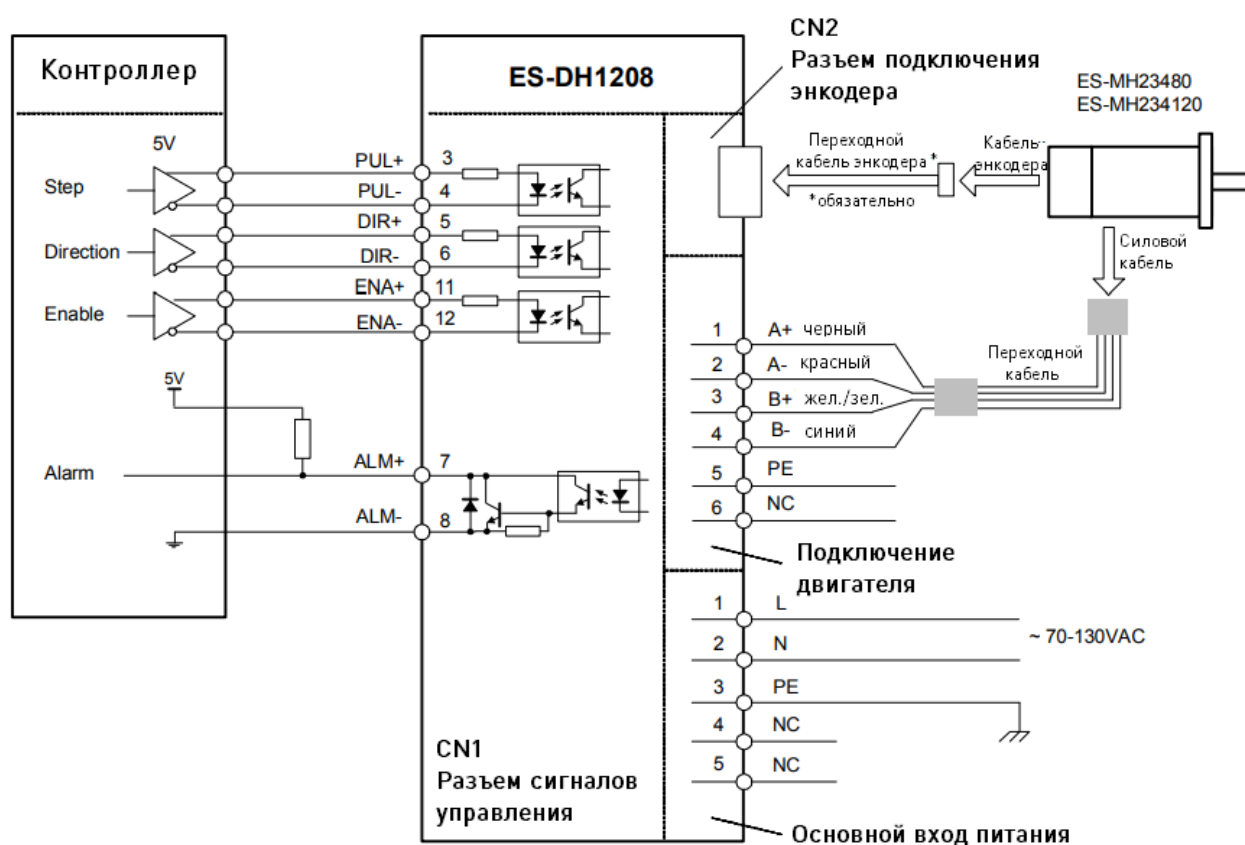 Контроллер
5V
Step
Direction
Enable
5V
Alarm
PUL+
PUL-
DIR+
DIR-
ENA+
ENA-
ALM+
ALM-
ES-DH1208
3
4
5
6
11
12
7
8
CN1
Разъем сигналов
управления
CN2
Разъем подключения
энкодера
Переходной
кабель энкодера *
*обязательно
Кабель
энкодера
ES-MH23480
ES-MH234120
Силовой
кабель
Переходной
кабель
1 A+ черный
2 A- красный
3 B+ жел./зел.
4 B- синий
5 PE
6 NC
Подключение
двигателя
1 L
2 N
~ 70-130VAC
3 PE
4 NC
5 NC
Основной вход питания